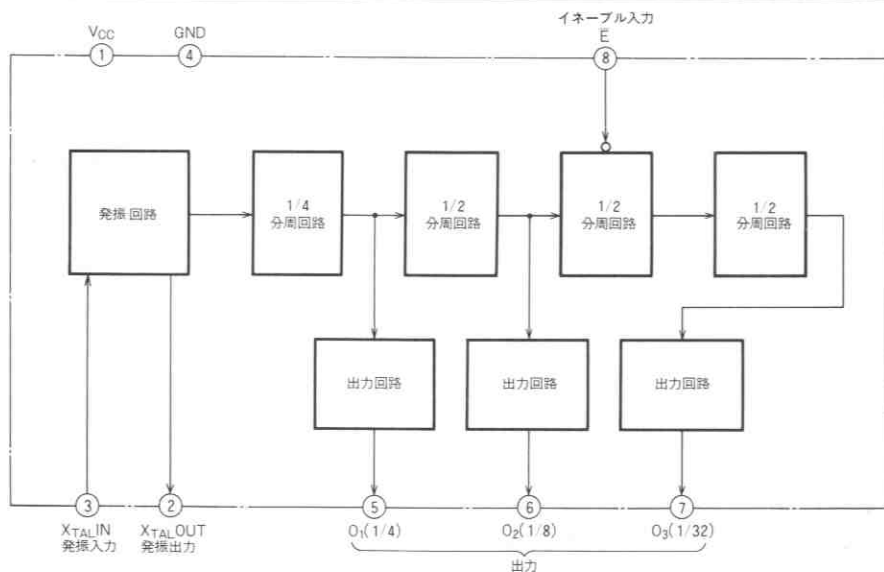 VCC
①
GND
④
イネーブル入力
E̅
⑧
発振回路
1/4
分周回路
1/2
分周回路
1/2
分周回路
1/2
分周回路
出力回路
出力回路
出力回路
③
XTALIN
発振入力
②
XTALOUT
発振出力
⑤
O1(1/4)
⑥
O2(1/8)
⑦
O3(1/32)
出力